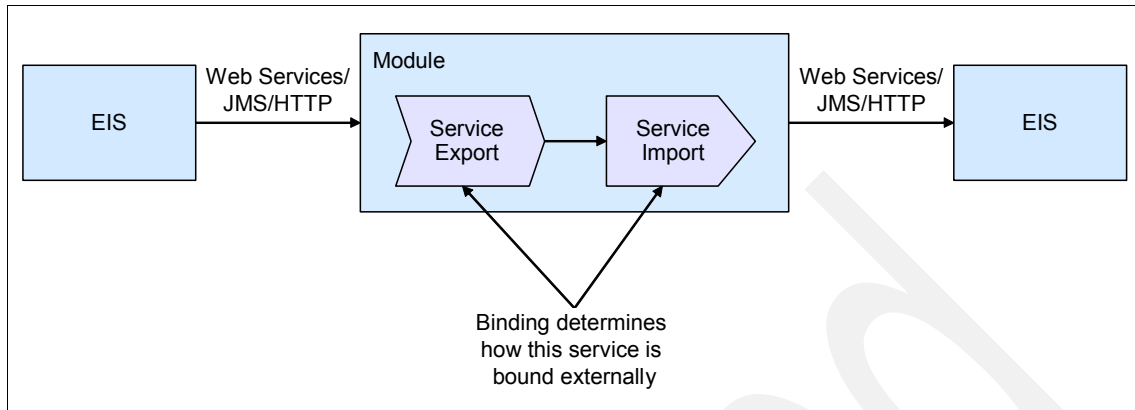 Module
EIS
Web Services/
JMS/HTTP
Service
Export
Service
Import
Web Services/
JMS/HTTP
EIS
Binding determines
how this service is
bound externally